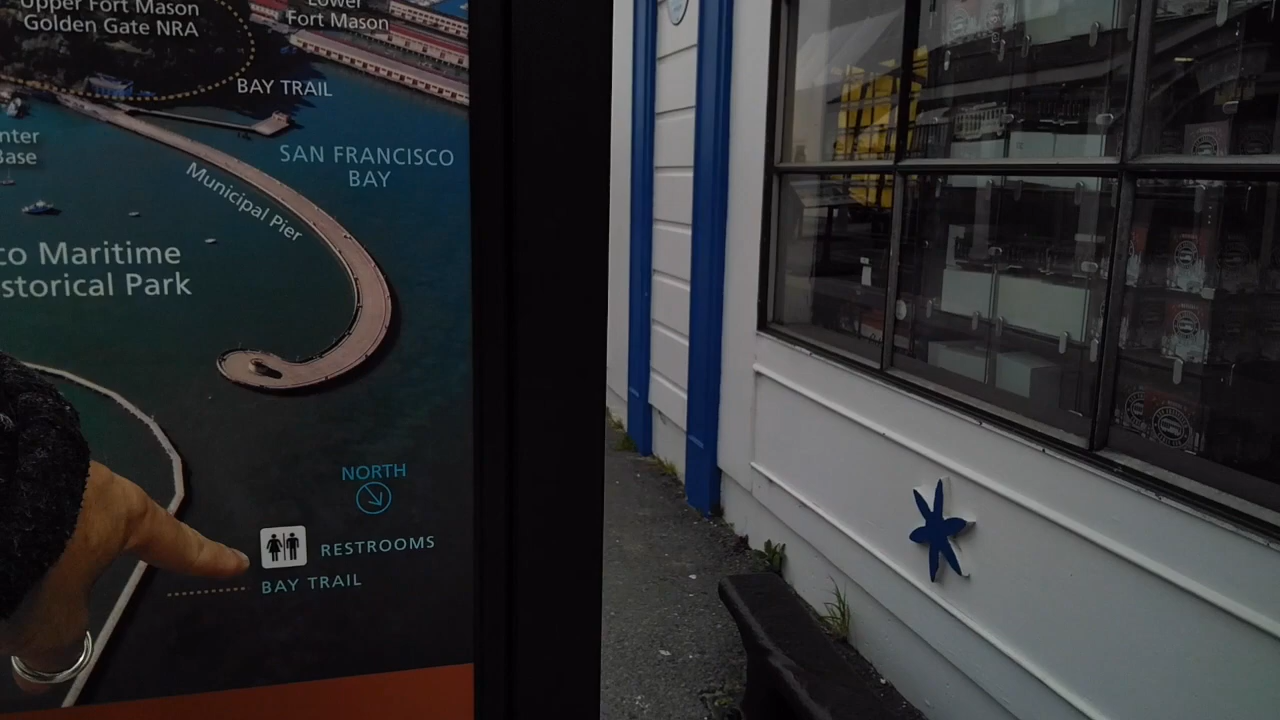 Upper Fort Mason
Golden Gate NRA
Lower
Fort Mason
BAY TRAIL
SAN FRANCISCO
BAY
Municipal Pier
nter
Base
co Maritime
storical Park
NORTH
RESTROOMS
BAY TRAIL